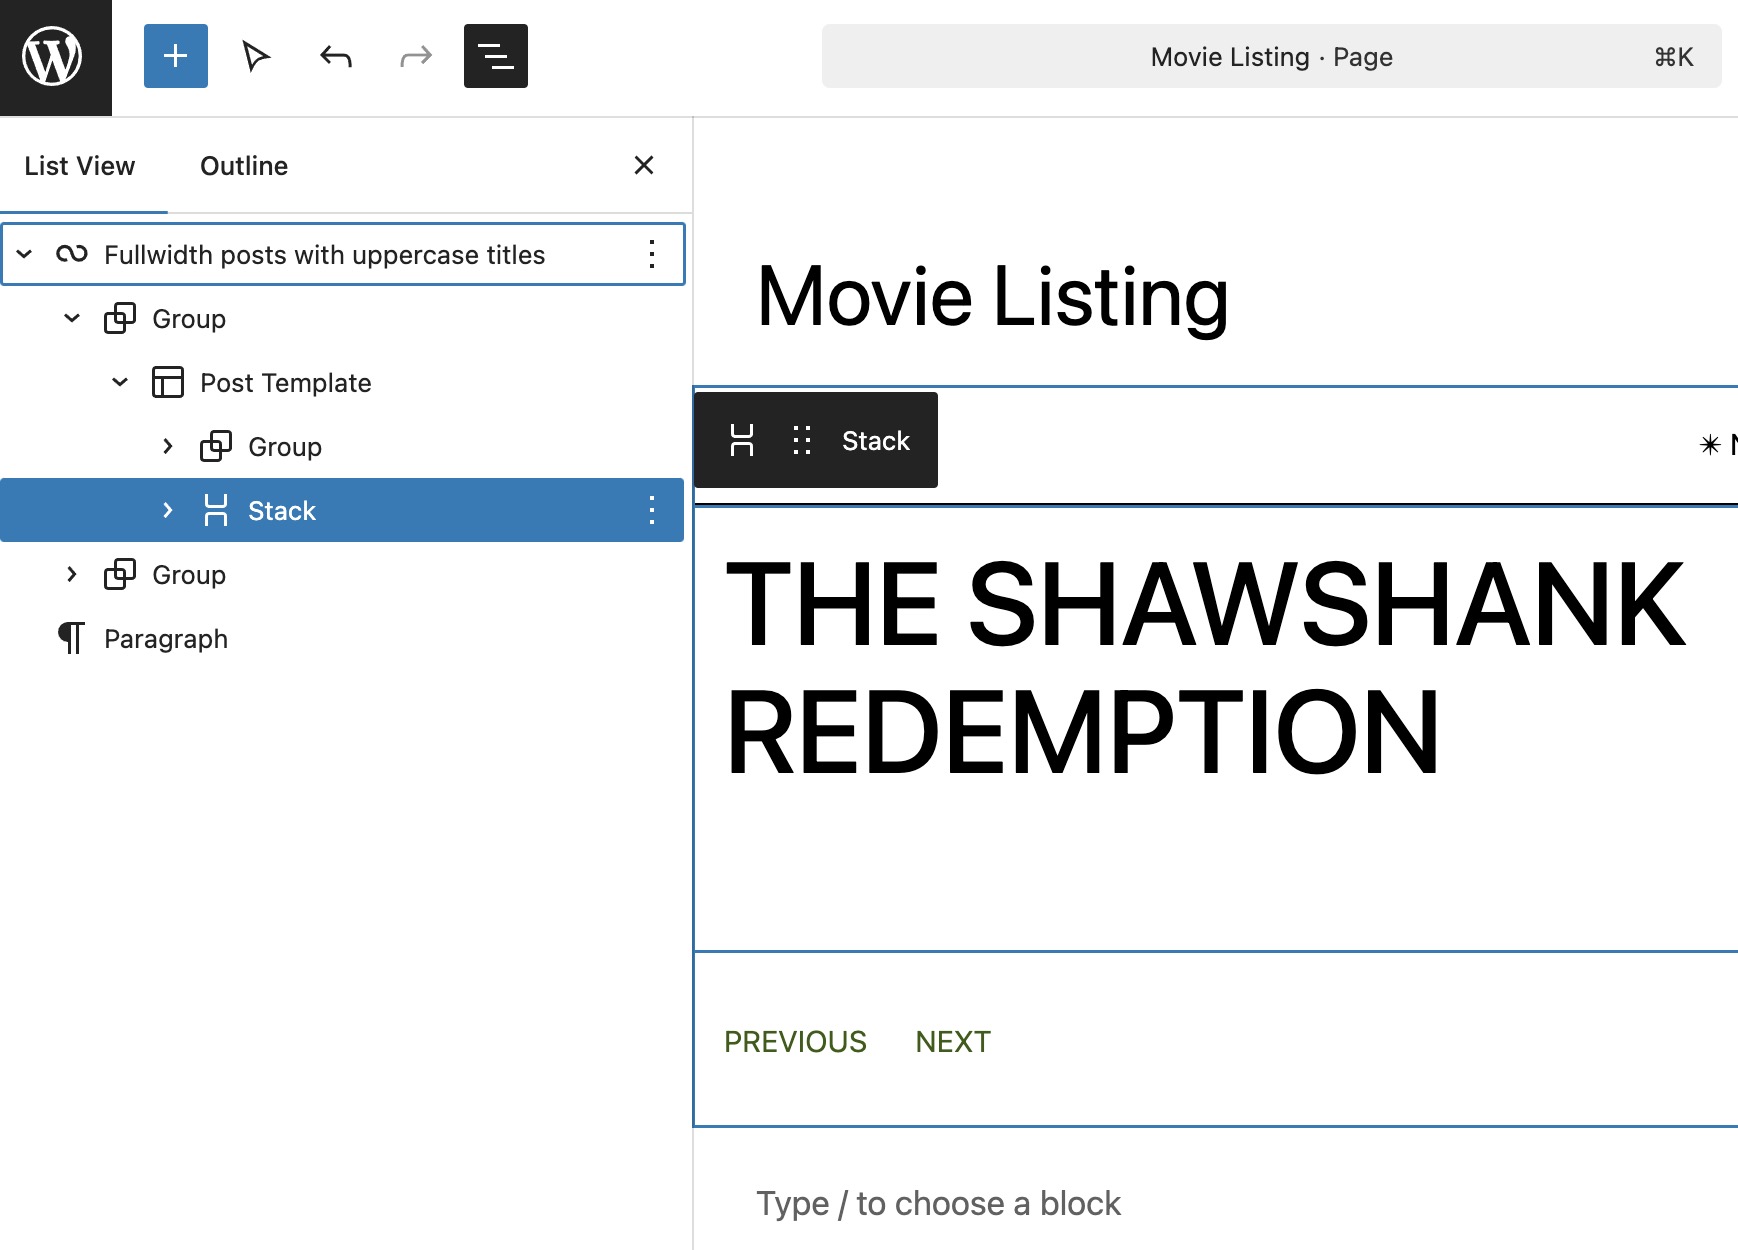 Movie Listing · Page ⌘K
List View Outline
Fullwidth posts with uppercase titles
Group
Post Template
Group
Stack
Group
Paragraph
Movie Listing
Stack
THE SHAWSHANK
REDEMPTION
PREVIOUS NEXT
Type / to choose a block